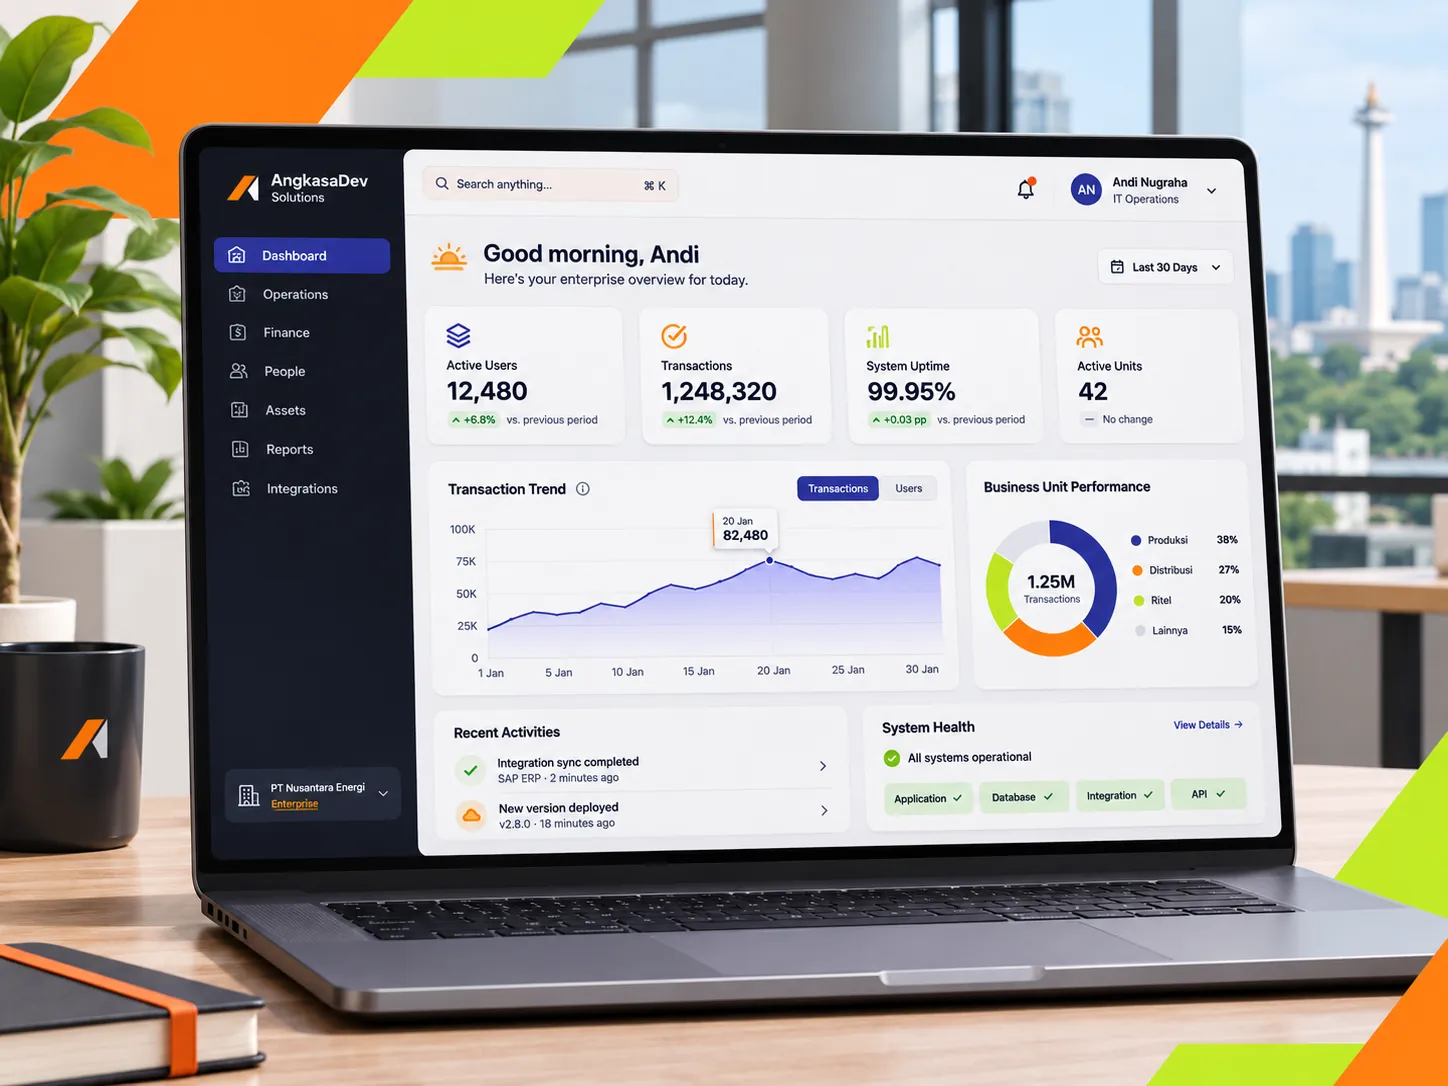 AngkasaDev
Solutions
Search anything...
⌘ K
AN
Andi Nugraha
IT Operations
Dashboard
Operations
Finance
People
Assets
Reports
Integrations
PT Nusantara Energi
Enterprise
Good morning, Andi
Here's your enterprise overview for today.
Last 30 Days
Active Users
12,480
+6.8% vs. previous period
Transactions
1,248,320
+12.4% vs. previous period
System Uptime
99.95%
+0.03 pp vs. previous period
Active Units
42
No change
Transaction Trend
Transactions
Users
100K
75K
50K
25K
0
20 Jan
82,480
1 Jan
5 Jan
10 Jan
15 Jan
20 Jan
25 Jan
30 Jan
Business Unit Performance
1.25M
Transactions
Produksi 38%
Distribusi 27%
Ritel 20%
Lainnya 15%
Recent Activities
Integration sync completed
SAP ERP · 2 minutes ago
New version deployed
v2.8.0 · 18 minutes ago
System Health
View Details →
All systems operational
Application ✓
Database ✓
Integration ✓
API ✓